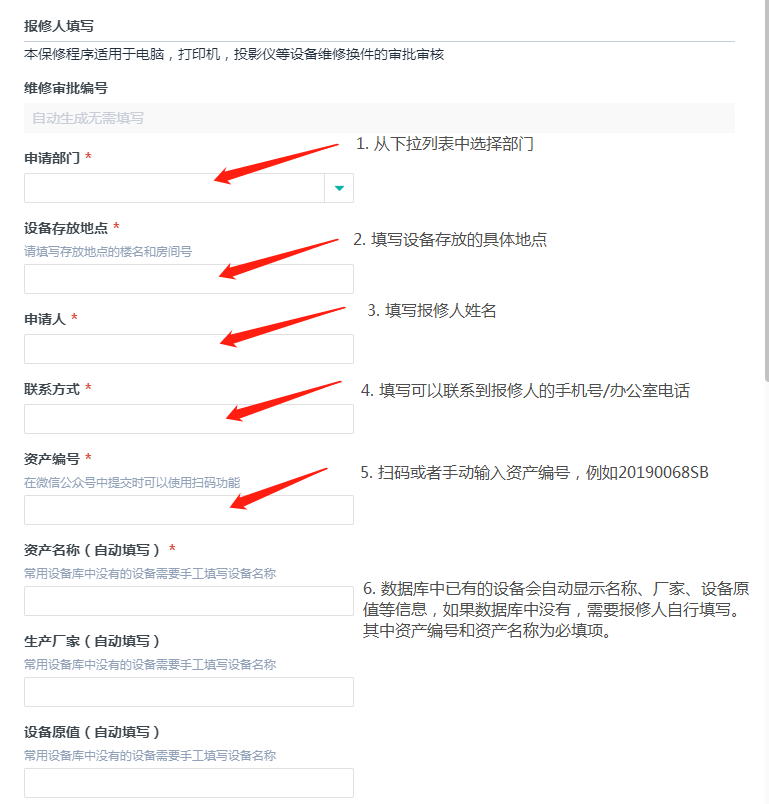 报修人填写
本保修程序适用于电脑，打印机，投影仪等设备维修换件的审批审核
维修审批编号
自动生成无需填写
1. 从下拉列表中选择部门
申请部门 *
设备存放地点 *
2. 填写设备存放的具体地点
请填写存放地点的楼名和房间号
3. 填写报修人姓名
申请人 *
联系方式 *
4. 填写可以联系到报修人的手机号/办公室电话
资产编号 *
5. 扫码或者手动输入资产编号，例如20190068SB
在微信公众号中提交时可以使用扫码功能
资产名称（自动填写） *
常用设备库中没有的设备需要手工填写设备名称
6. 数据库中已有的设备会自动显示名称、厂家、设备原
值等信息，如果数据库中没有，需要报修人自行填写。
其中资产编号和资产名称为必填项。
生产厂家（自动填写）
常用设备库中没有的设备需要手工填写设备名称
设备原值（自动填写）
常用设备库中没有的设备需要手工填写设备名称